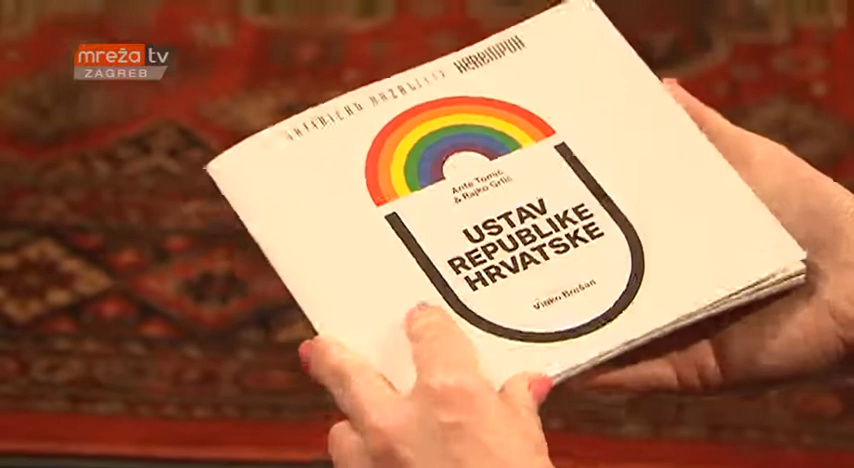 mreža tv
ZAGREB
Ante Tomić
& Rajko Grlić
USTAV
REPUBLIKE
HRVATSKE
Vinko Brešan